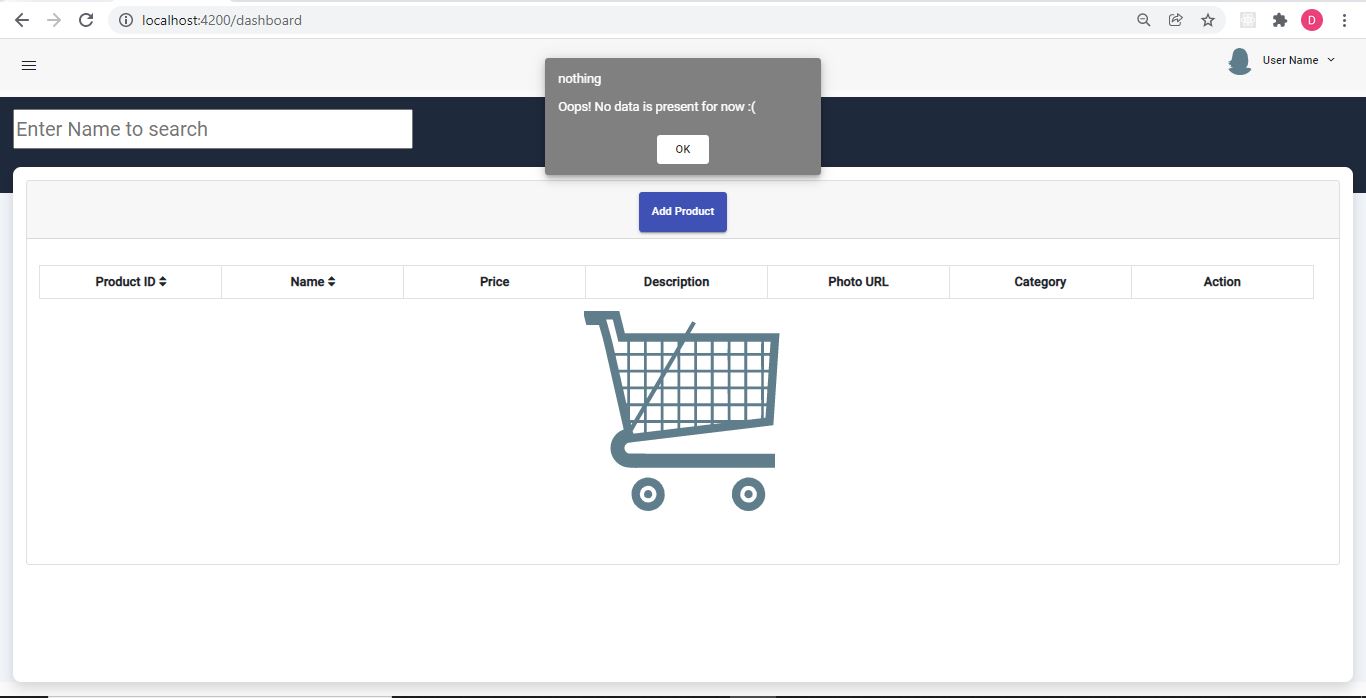 localhost:4200/dashboard
D
User Name
nothing
Oops! No data is present for now :(
OK
Enter Name to search
Add Product
Product ID Name Price Description Photo URL Category Action